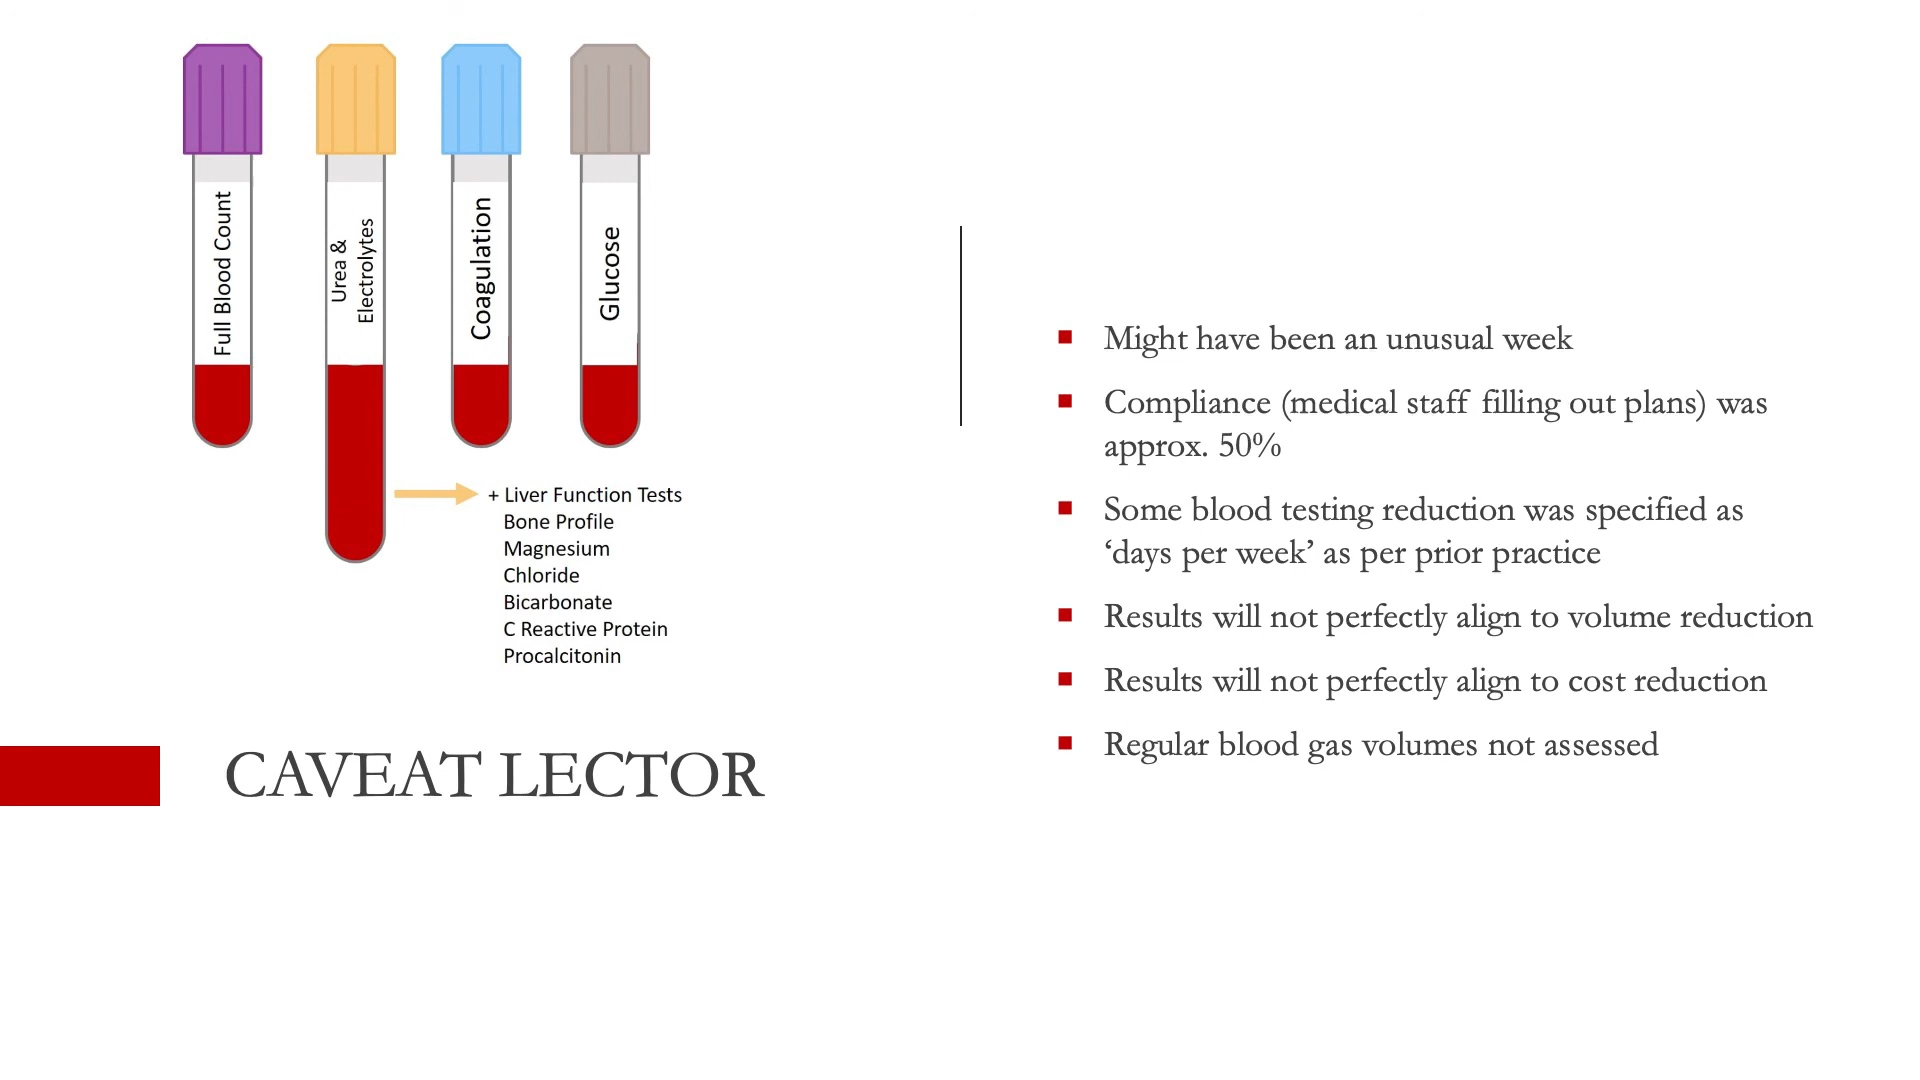 Full Blood Count
Urea &
Electrolytes
Coagulation
Glucose
+ Liver Function Tests
Bone Profile
Magnesium
Chloride
Bicarbonate
C Reactive Protein
Procalcitonin
CAVEAT LECTOR
Might have been an unusual week
Compliance (medical staff filling out plans) was
approx. 50%
Some blood testing reduction was specified as
‘days per week’ as per prior practice
Results will not perfectly align to volume reduction
Results will not perfectly align to cost reduction
Regular blood gas volumes not assessed